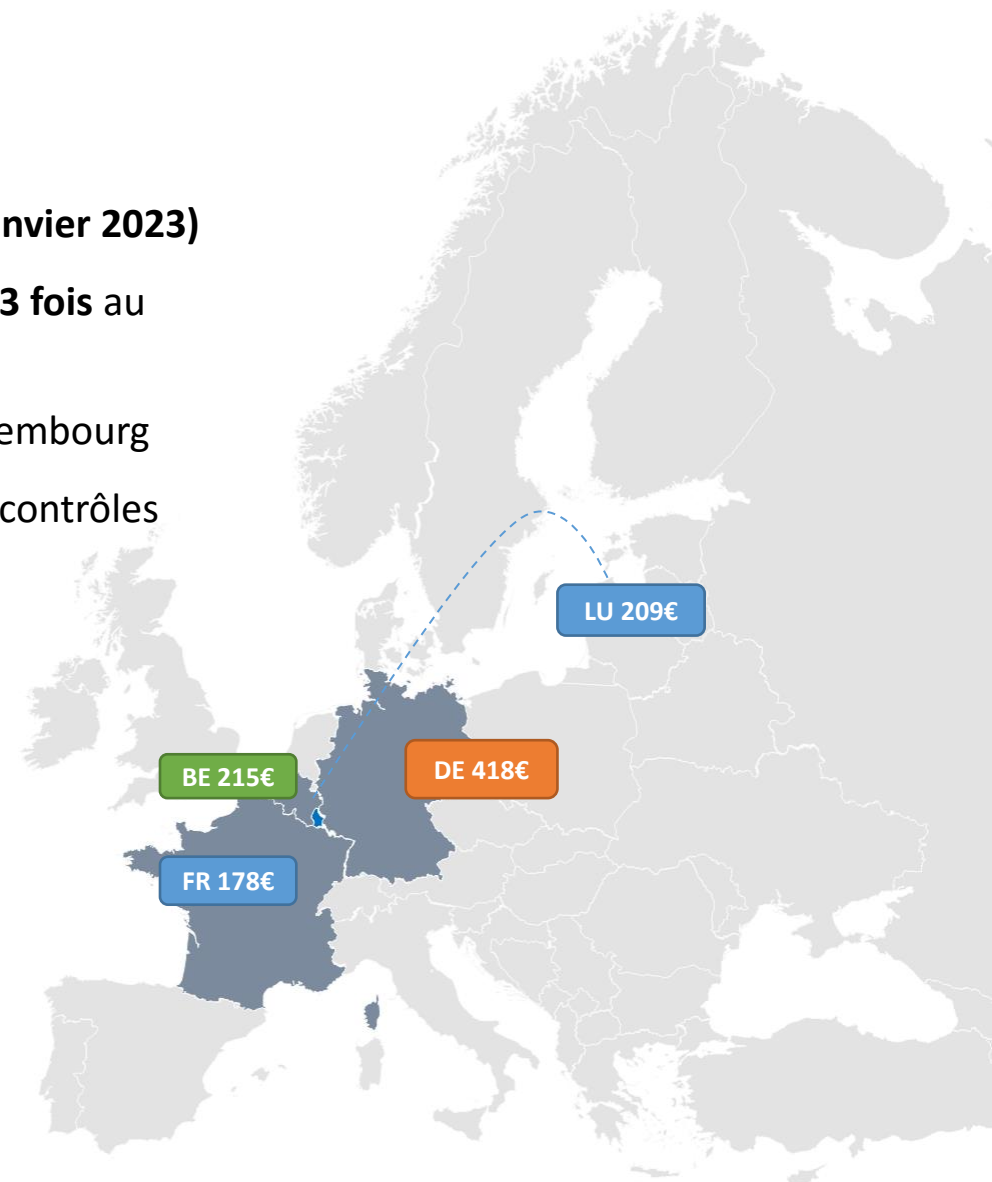 nvier 2023)
3 fois au
embourg
contrôles
LU 209€
BE 215€
DE 418€
FR 178€